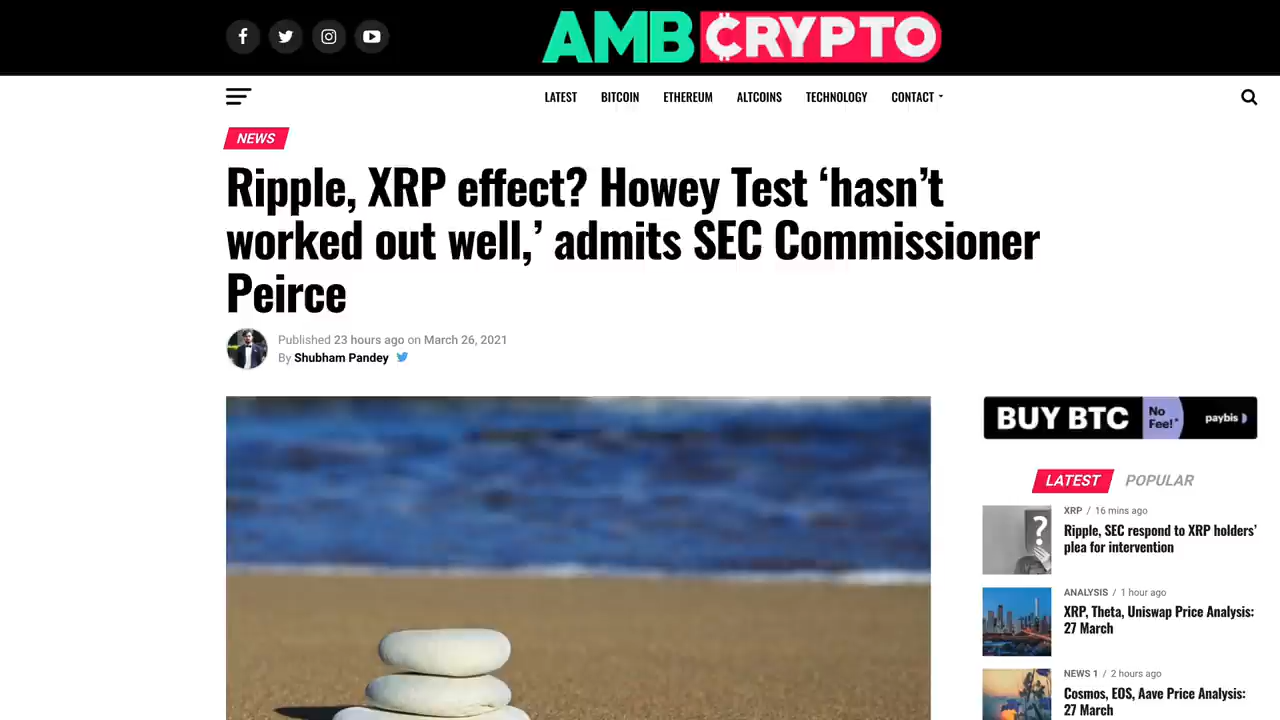 AMBCRYPTO
LATEST BITCOIN ETHEREUM ALTCOINS TECHNOLOGY CONTACT
NEWS
Ripple, XRP effect? Howey Test ‘hasn’t
worked out well,’ admits SEC Commissioner
Peirce
Published 23 hours ago on March 26, 2021
By Shubham Pandey
BUY BTC No Fee!* paybis
LATEST POPULAR
XRP / 16 mins ago
Ripple, SEC respond to XRP holders’
plea for intervention
ANALYSIS / 1 hour ago
XRP, Theta, Uniswap Price Analysis:
27 March
NEWS 1 / 2 hours ago
Cosmos, EOS, Aave Price Analysis:
27 March